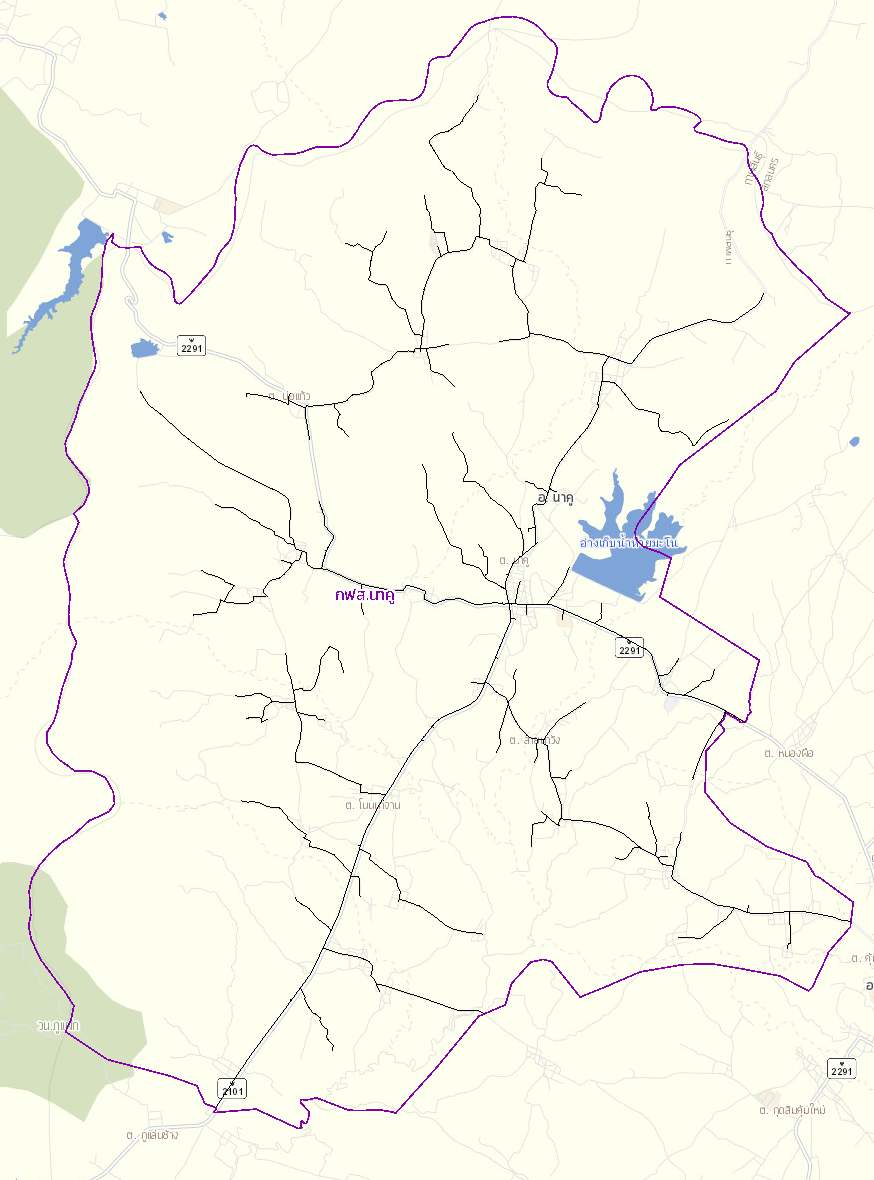 กาฬสินธุ์
สกลนคร
2291
ต. บ่อแก้ว
อ. นาคู
อ่างเก็บน้ำห้วยมะโน
ต. นาคู
กฟส.นาคู
2291
ต. สายนาวัง
ต. หนองผือ
ต. โนนนาจาน
ต. คุ้ม
อ
วน.ภูแฝก
2291
2101
ต. กุดสิมคุ้มใหม่
ต. ภูแล่นช้าง